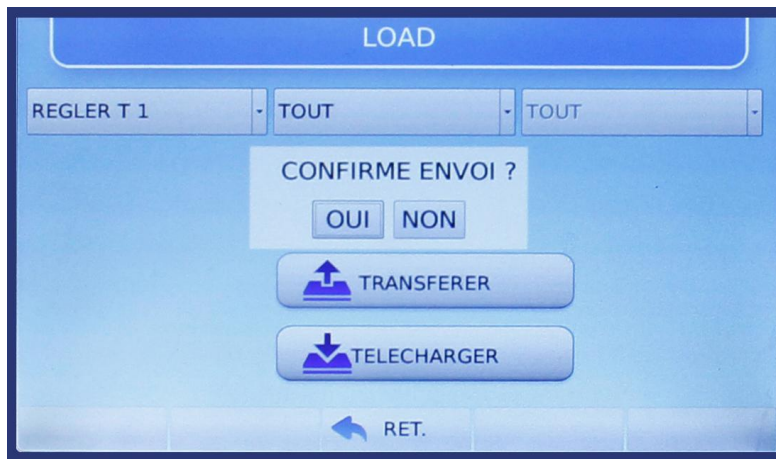 LOAD
REGLER T 1 TOUT TOUT
CONFIRME ENVOI ?
OUI NON
TRANSFERER
TELECHARGER
RET.